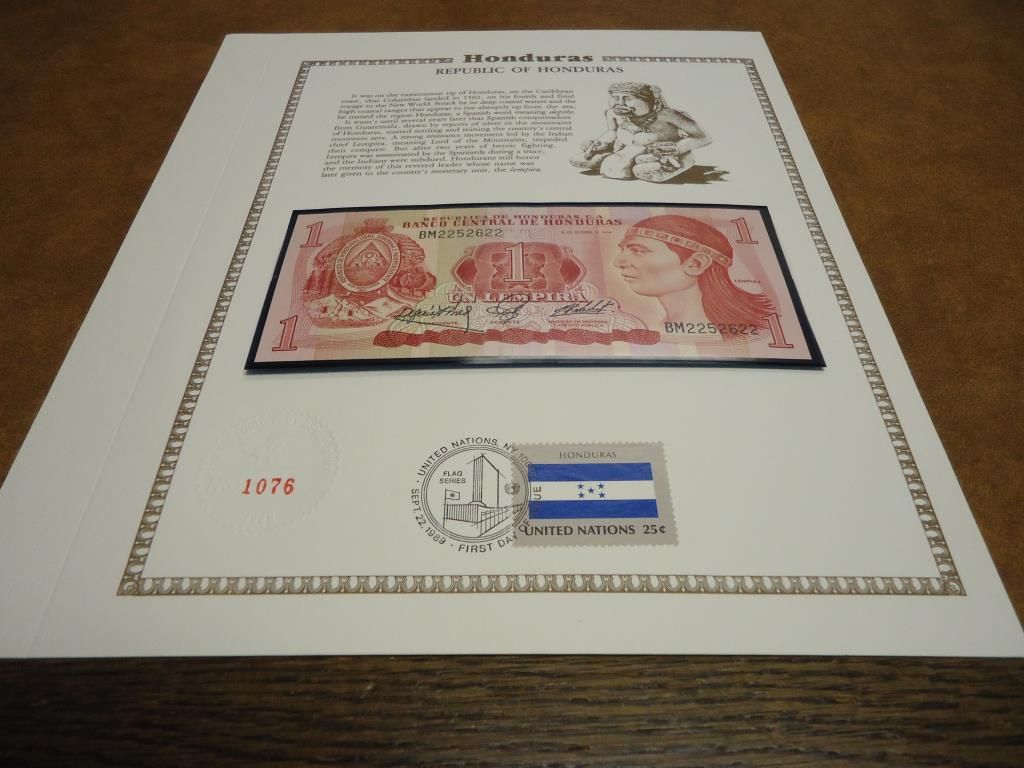 Honduras
REPUBLIC OF HONDURAS
It was on the easternmost tip of Honduras, on the Caribbean
coast, that Columbus landed in 1502, on his fourth and final
voyage to the New World. Struck by its deep coastal waters and the
high coastal ranges that appear to rise abruptly up from the sea,
he named the region Honduras, a Spanish word meaning depths.
It wasn't until several years later that Spanish conquistadors
from Guatemala, drawn by reports of silver in the mountains
of Honduras, started settling and mining the country's central
mountain area. A strong resistance movement led by the Indian
chief Lempira, meaning Lord of the Mountains, impeded
their conquest. But after two years of heroic fighting,
Lempira was assassinated by the Spaniards during a truce,
and the Indians were subdued. Hondurans still honor
the memory of this revered leader whose name was
later given to the country's monetary unit, the lempira.
1
REPUBLICA DE HONDURAS, C.A.
BANCO CENTRAL DE HONDURAS
1
BM2252622
1
LEMPIRA
UN LEMPIRA
PRESIDENTE
GERENTE
BM2252622
1
1
No 1076
UNITED NATIONS, NY 100
FLAG
SERIES
SEPT. 22, 1989 · FIRST DAY OF ISSUE
HONDURAS
UNITED NATIONS 25¢